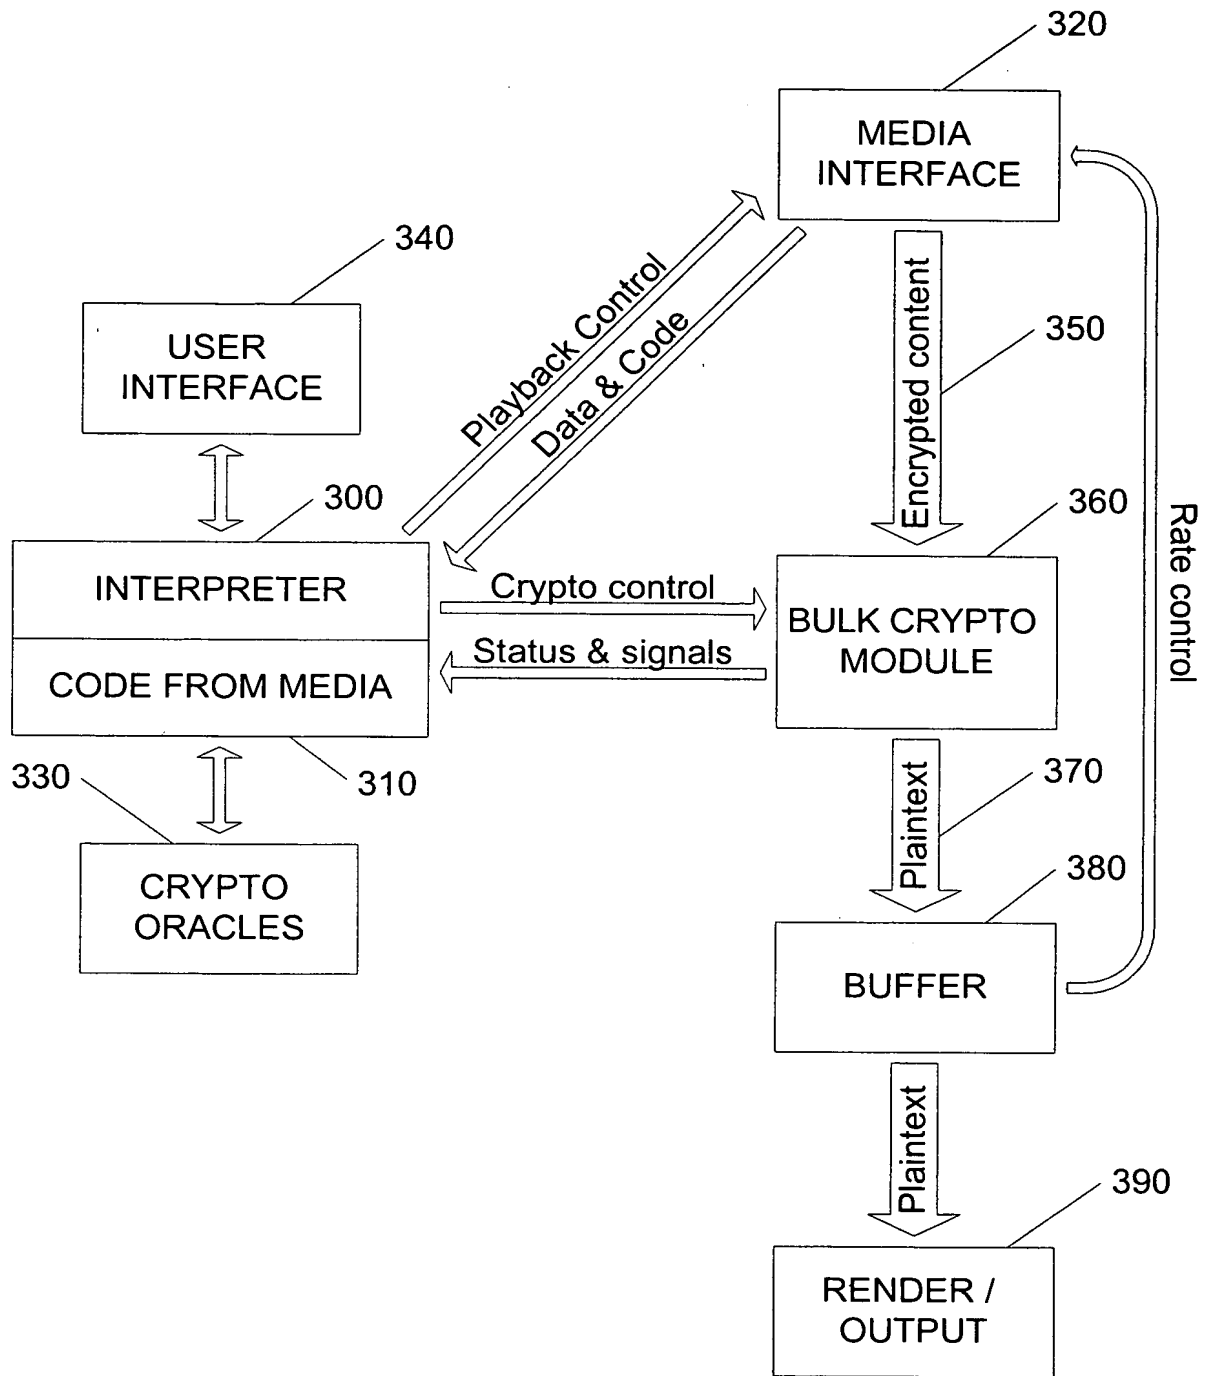 320
MEDIA
INTERFACE
340
USER
INTERFACE
Playback Control
Data & Code
Encrypted content
350
300
360
INTERPRETER
CODE FROM MEDIA
Crypto control
Status & signals
BULK CRYPTO
MODULE
Rate control
330
310
370
Plaintext
CRYPTO
ORACLES
380
BUFFER
Plaintext
390
RENDER /
OUTPUT